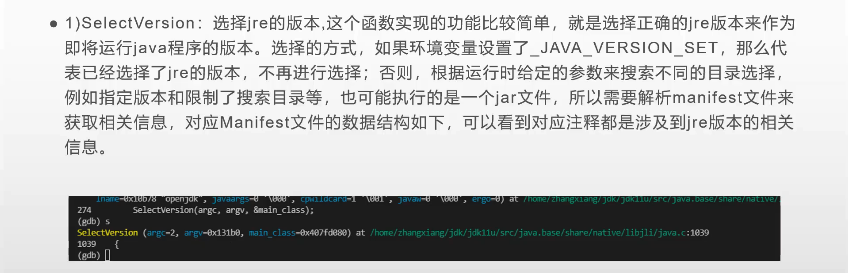 ● 1)SelectVersion：选择jre的版本,这个函数实现的功能比较简单，就是选择正确的jre版本来作为
即将运行java程序的版本。选择的方式，如果环境变量设置了_JAVA_VERSION_SET，那么代
表已经选择了jre的版本，不再进行选择；否则，根据运行时给定的参数来搜索不同的目录选择，
例如指定版本和限制了搜索目录等，也可能执行的是一个jar文件，所以需要解析manifest文件来
获取相关信息，对应Manifest文件的数据结构如下，可以看到对应注释都是涉及到jre版本的相关
信息。
lname=0x10b78 "openjdk", javaargs=0 '\000', cpwildcard=1 '\001', javaw=0 '\000', ergo=0) at /home/zhangxiang/jdk/jdk11u/src/java.base/share/native/
274 SelectVersion(argc, argv, &main_class);
(gdb) s
SelectVersion (argc=2, argv=0x131b0, main_class=0x407fd080) at /home/zhangxiang/jdk/jdk11u/src/java.base/share/native/libjli/java.c:1039
1039 {
(gdb)